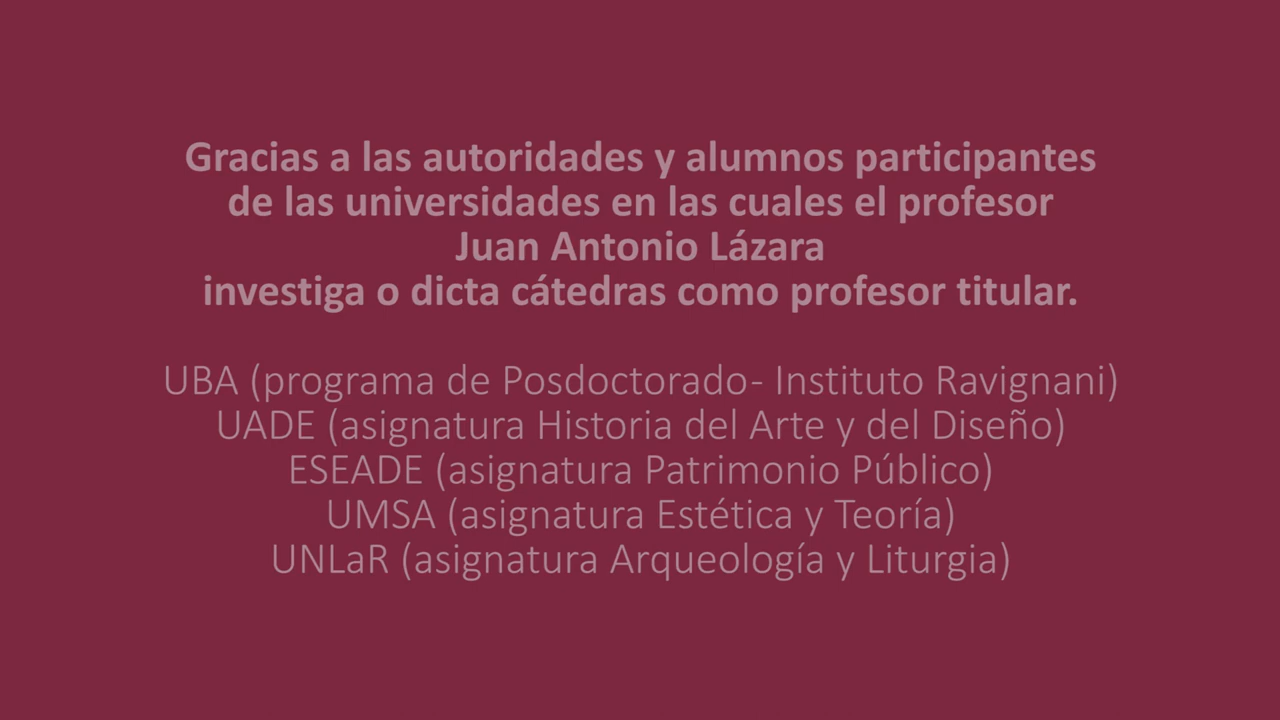 Gracias a las autoridades y alumnos participantes
de las universidades en las cuales el profesor
Juan Antonio Lázara
investiga o dicta cátedras como profesor titular.
UBA (programa de Posdoctorado- Instituto Ravignani)
UADE (asignatura Historia del Arte y del Diseño)
ESEADE (asignatura Patrimonio Público)
UMSA (asignatura Estética y Teoría)
UNLaR (asignatura Arqueología y Liturgia)